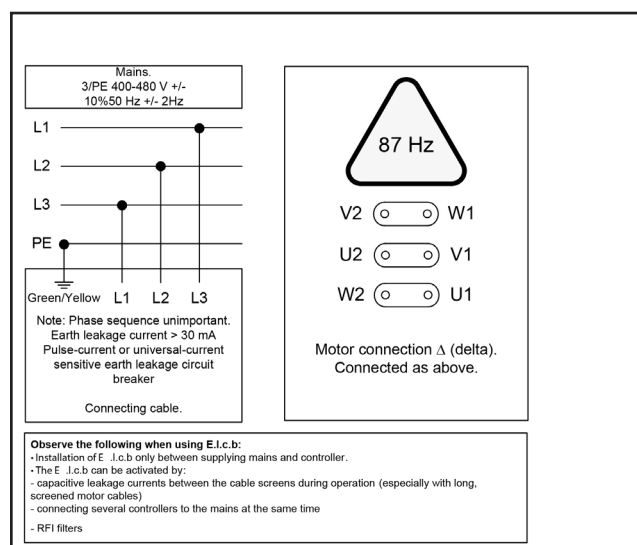 Mains.
3/PE 400-480 V +/-
10%50 Hz +/- 2Hz
L1
L2
L3
PE
Green/Yellow L1 L2 L3
Note: Phase sequence unimportant.
Earth leakage current > 30 mA
Pulse-current or universal-current
sensitive earth leakage circuit
breaker
Connecting cable.
87 Hz
V2 W1
U2 V1
W2 U1
Motor connection Δ (delta).
Connected as above.
Observe the following when using E.l.c.b:
• Installation of E .l.c.b only between supplying mains and controller.
• The E .l.c.b can be activated by:
- capacitive leakage currents between the cable screens during operation (especially with long,
screened motor cables)
- connecting several controllers to the mains at the same time
- RFI filters